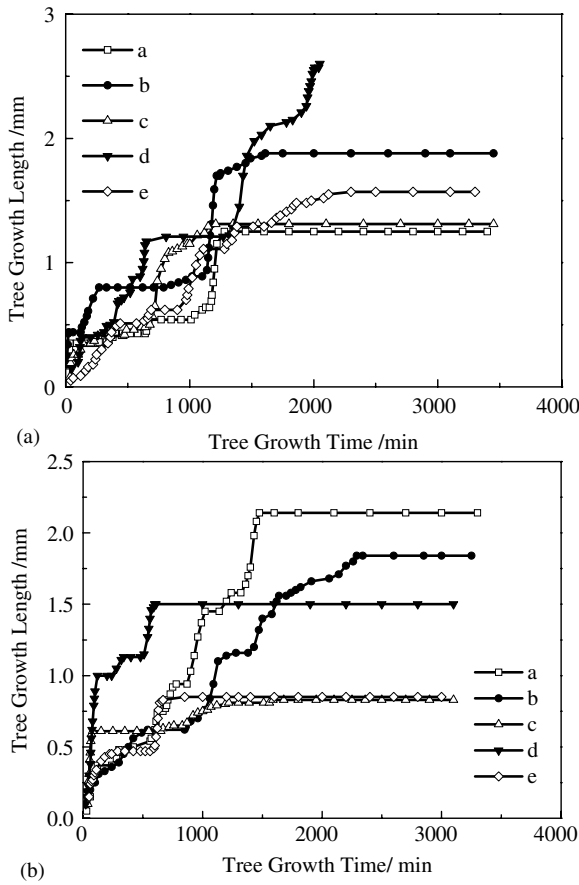 3
2
1
0
Tree Growth Length /mm
a
b
c
d
e
0 1 000 2000 3000 4000
(a)
Tree Growth Time /min
2.5
2.0
1.5
1.0
0.5
0.0
Tree Growth Length /mm
a
b
c
d
e
0 1000 2000 3000 4000
(b)
Tree Growth Time/ min